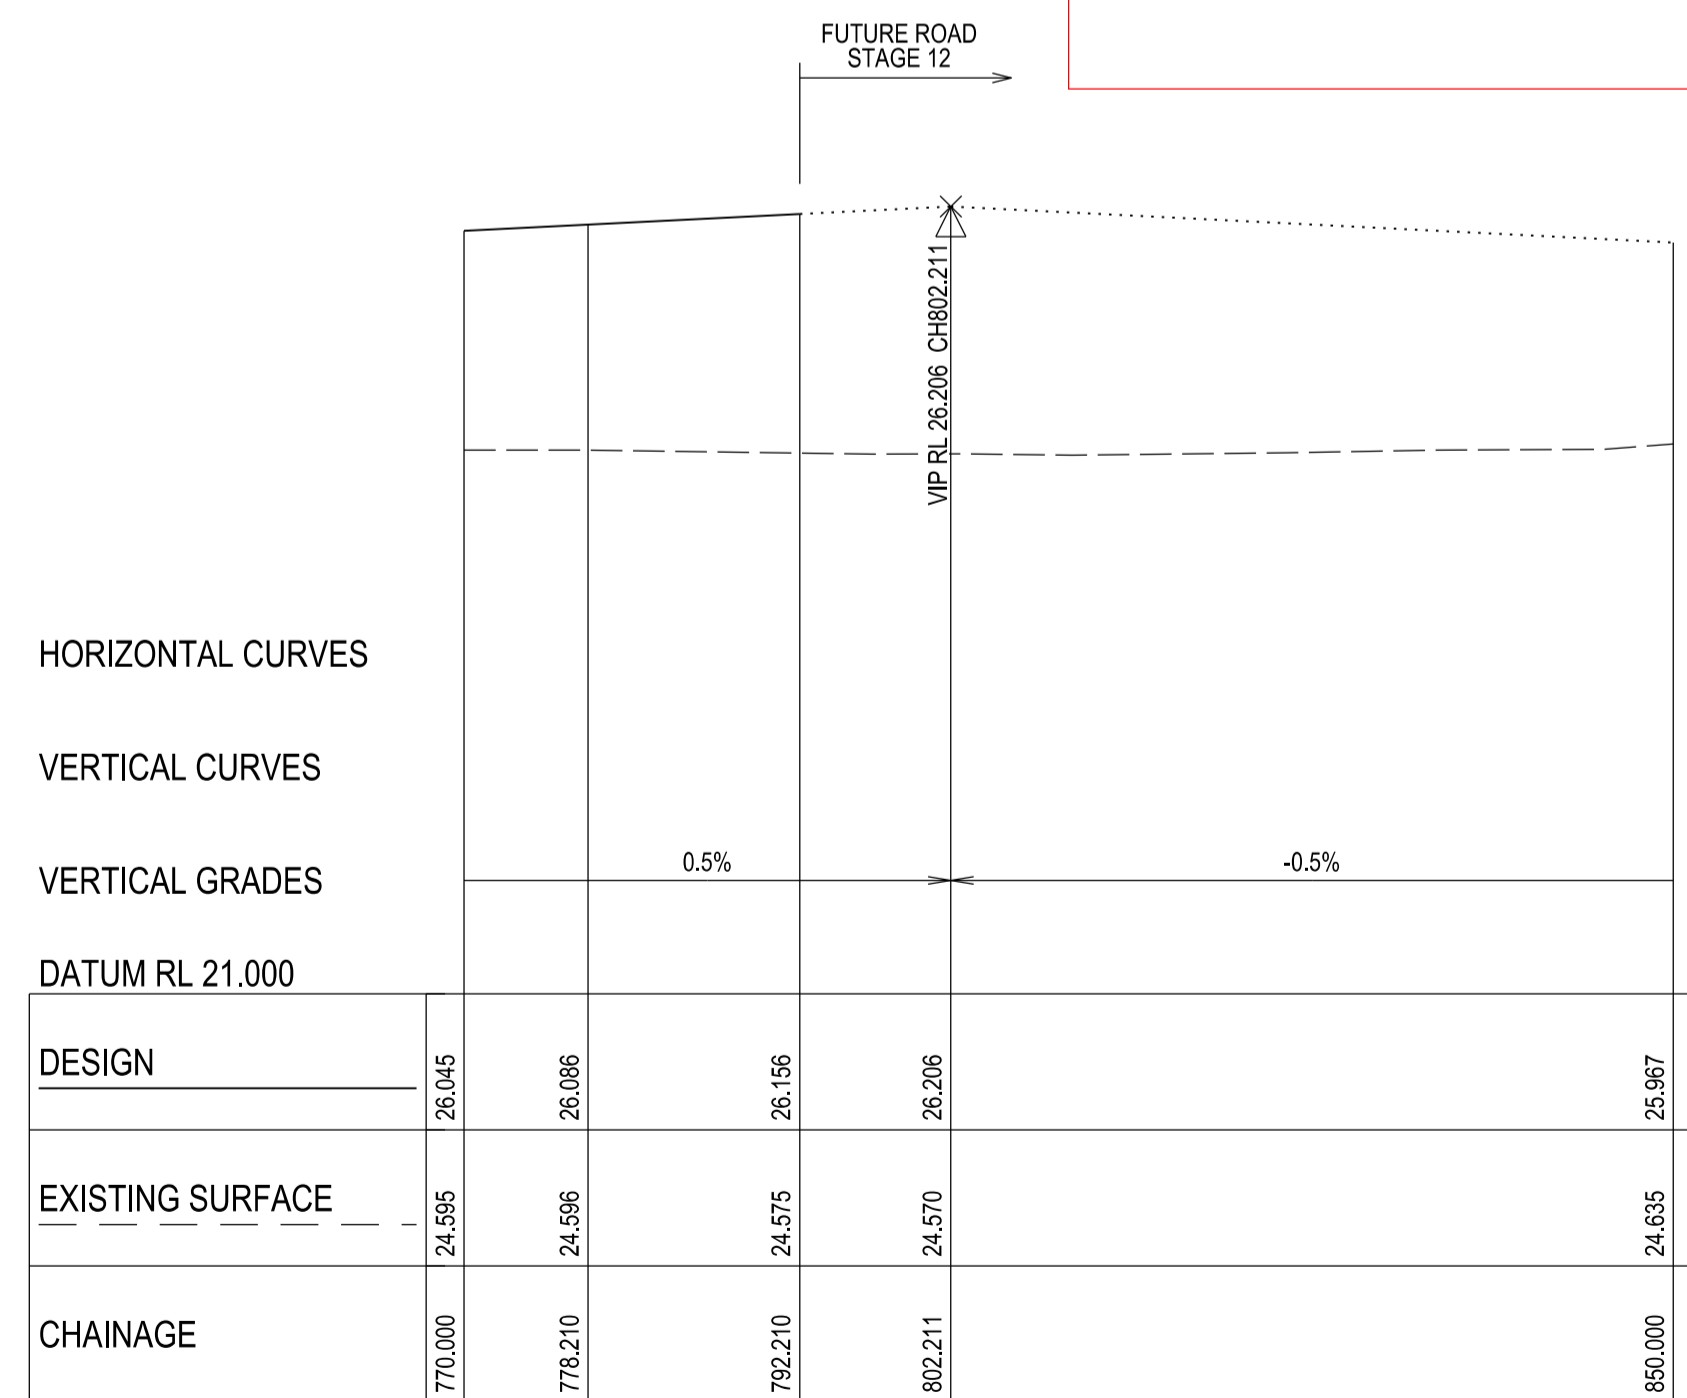 FUTURE ROAD
STAGE 12
VIP RL 26.206 CH802.211
HORIZONTAL CURVES
VERTICAL CURVES
VERTICAL GRADES 0.5% -0.5%
DATUM RL 21.000
DESIGN 26.045 26.086 26.156 26.206 25.967
EXISTING SURFACE 24.595 24.596 24.575 24.570 24.635
CHAINAGE 770.000 778.210 792.210 802.211 850.000